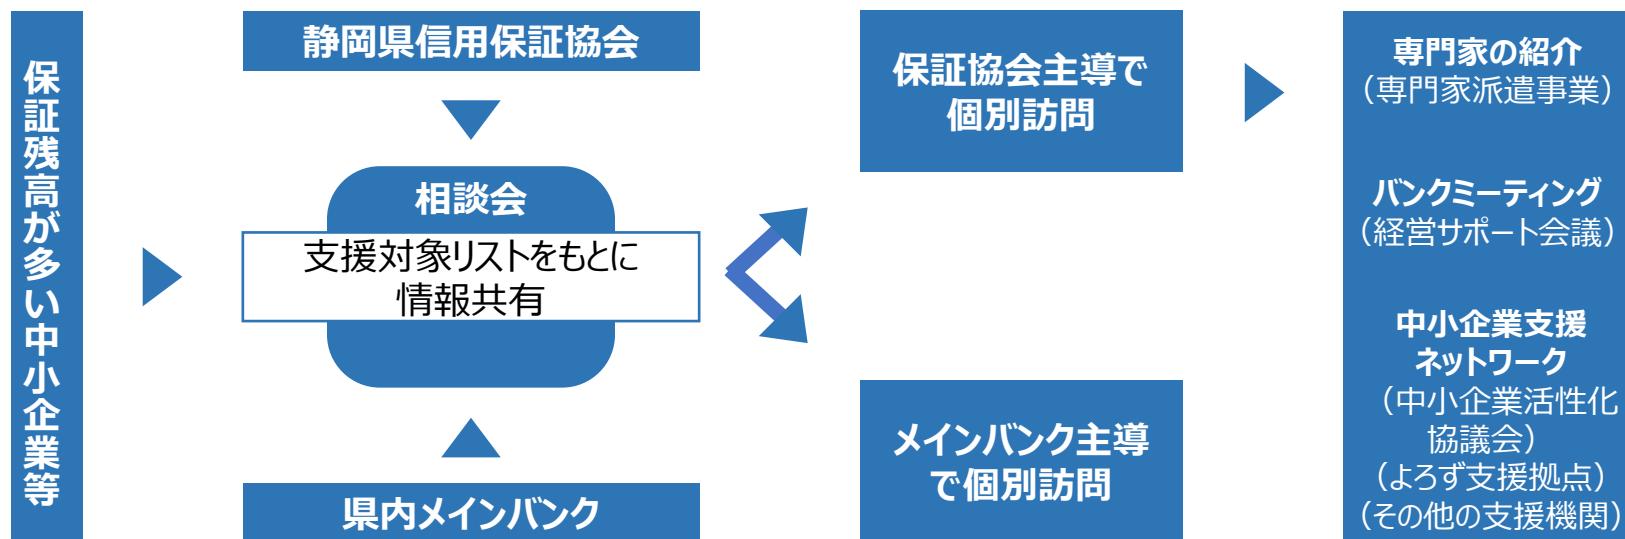 保証残高が多い中小企業等
静岡県信用保証協会
相談会
支援対象リストをもとに
情報共有
県内メインバンク
保証協会主導で
個別訪問
メインバンク主導
で個別訪問
専門家の紹介
（専門家派遣事業）
バンクミーティング
（経営サポート会議）
中小企業支援
ネットワーク
（中小企業活性化
協議会）
（よろず支援拠点）
（その他の支援機関）